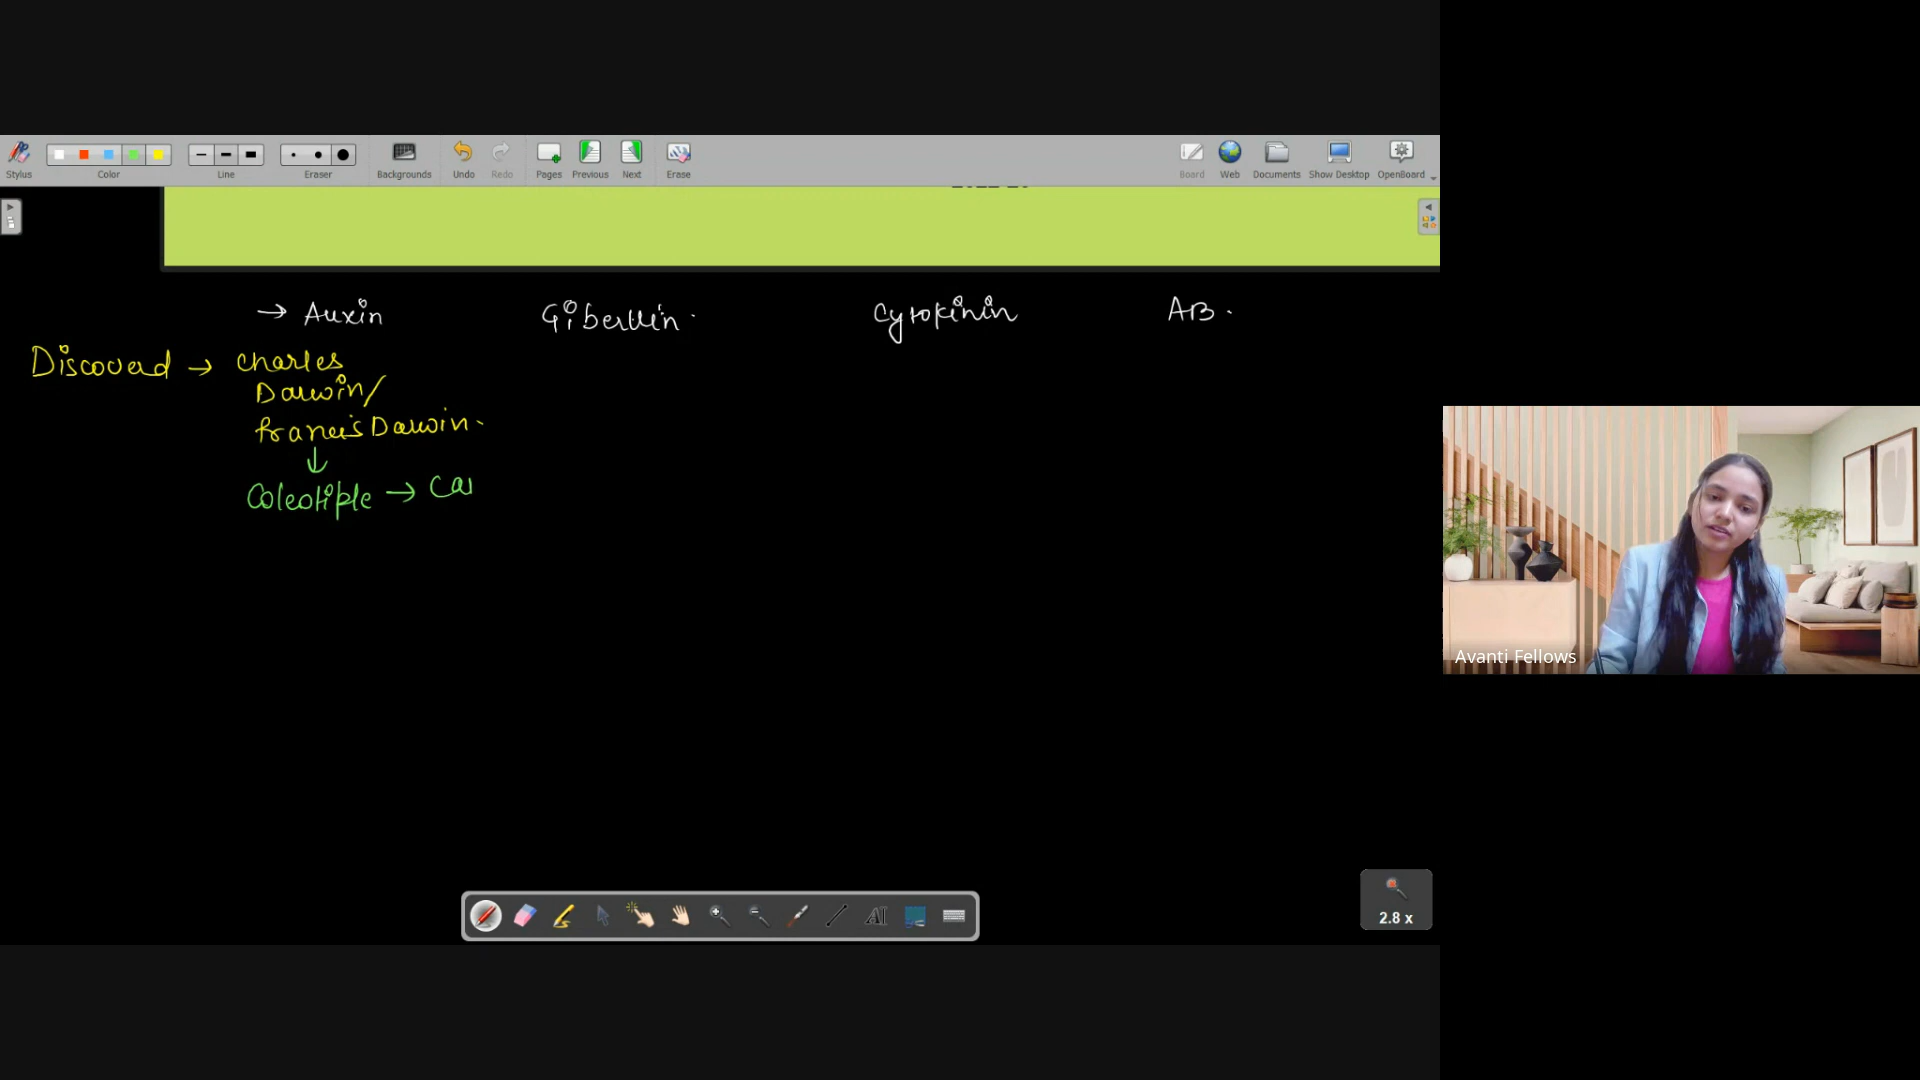 Stylus
Color
Line
Eraser
Backgrounds
Undo
Redo
Pages
Previous
Next
Erase
Board
Web
Documents
Show Desktop
OpenBoard
→ Auxin
Giberllin.
Cytokinin
AB.
Discoverd → Charles
Darwin/
Francis Darwin.
↓
Coleotiple → Ca
Avanti Fellows
2.8 x